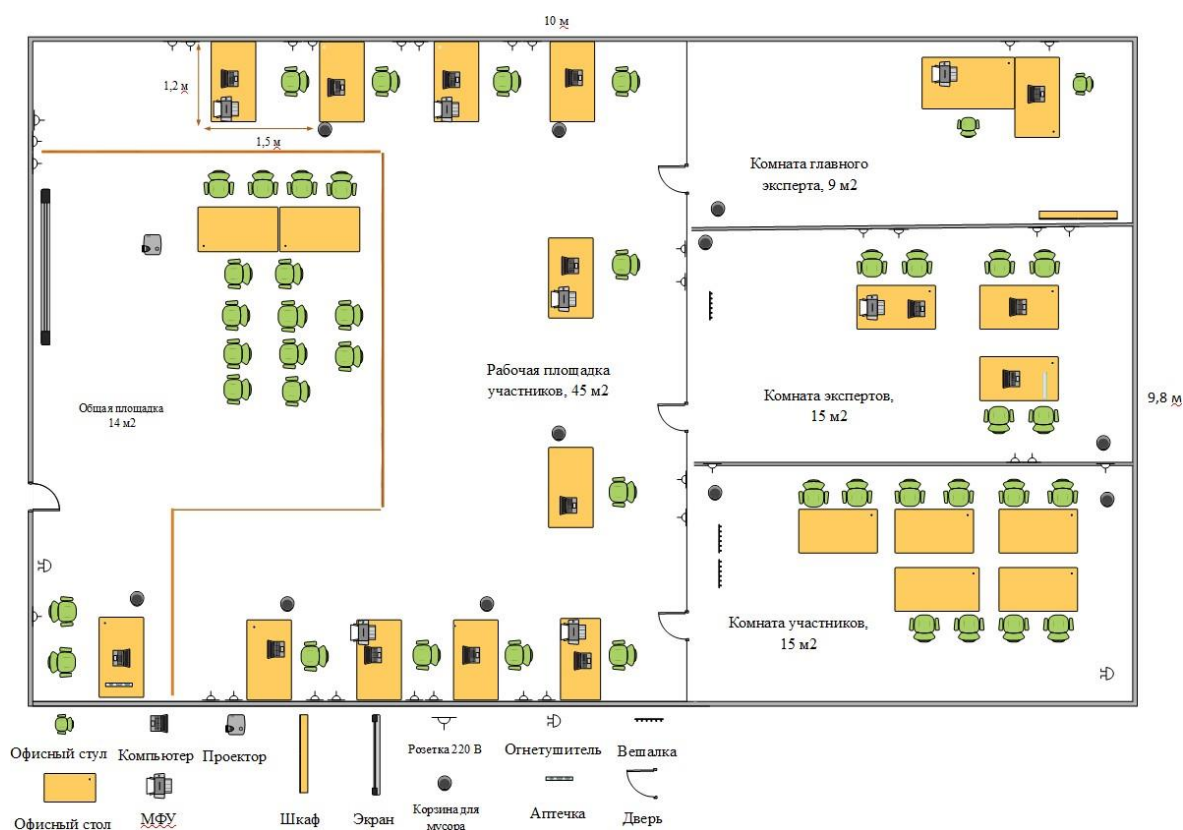 10 м
1,2 м
1,5 м
Комната главного
эксперта, 9 м2
Рабочая площадка
участников, 45 м2
Общая площадка
14 м2
Комната экспертов,
15 м2
9,8 м
Комната участников,
15 м2
Офисный стул
Компьютер
Проектор
Розетка 220 В
Огнетушитель
Вешалка
Офисный стол
МФУ
Шкаф
Экран
Корзина для
мусора
Аптечка
Дверь